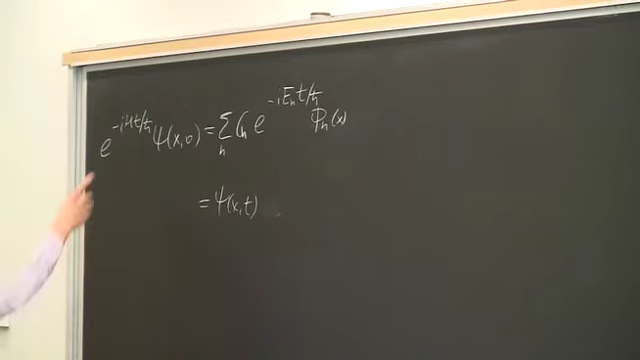 e^{-iHt/ħ} ψ(x,0) = Σ_n C_n e^{-iE_n t/ħ} φ_n(x)
= ψ(x,t)